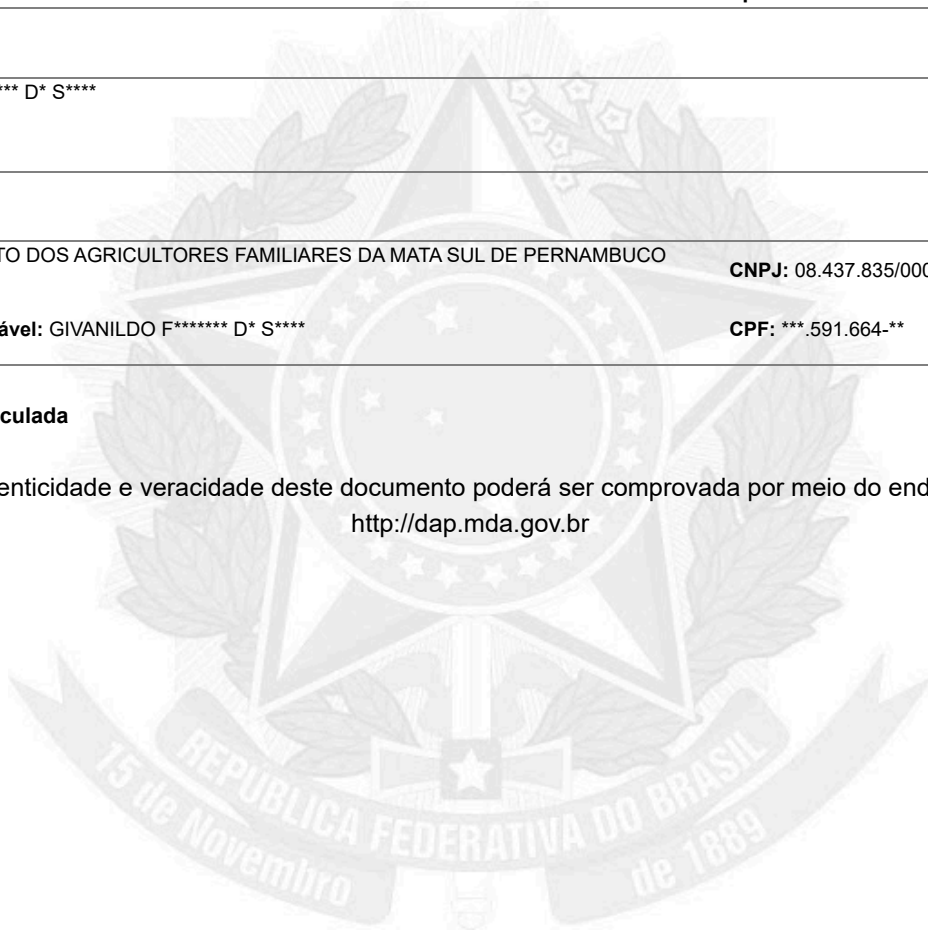 *** D* S****
TO DOS AGRICULTORES FAMILIARES DA MATA SUL DE PERNAMBUCO
CNPJ: 08.437.835/000
ável: GIVANILDO F******* D* S****
CPF: ***.591.664-**
culada
enticidade e veracidade deste documento poderá ser comprovada por meio do end
http://dap.mda.gov.br
REPÚBLICA FEDERATIVA DO BRASIL
15 de Novembro de 1889